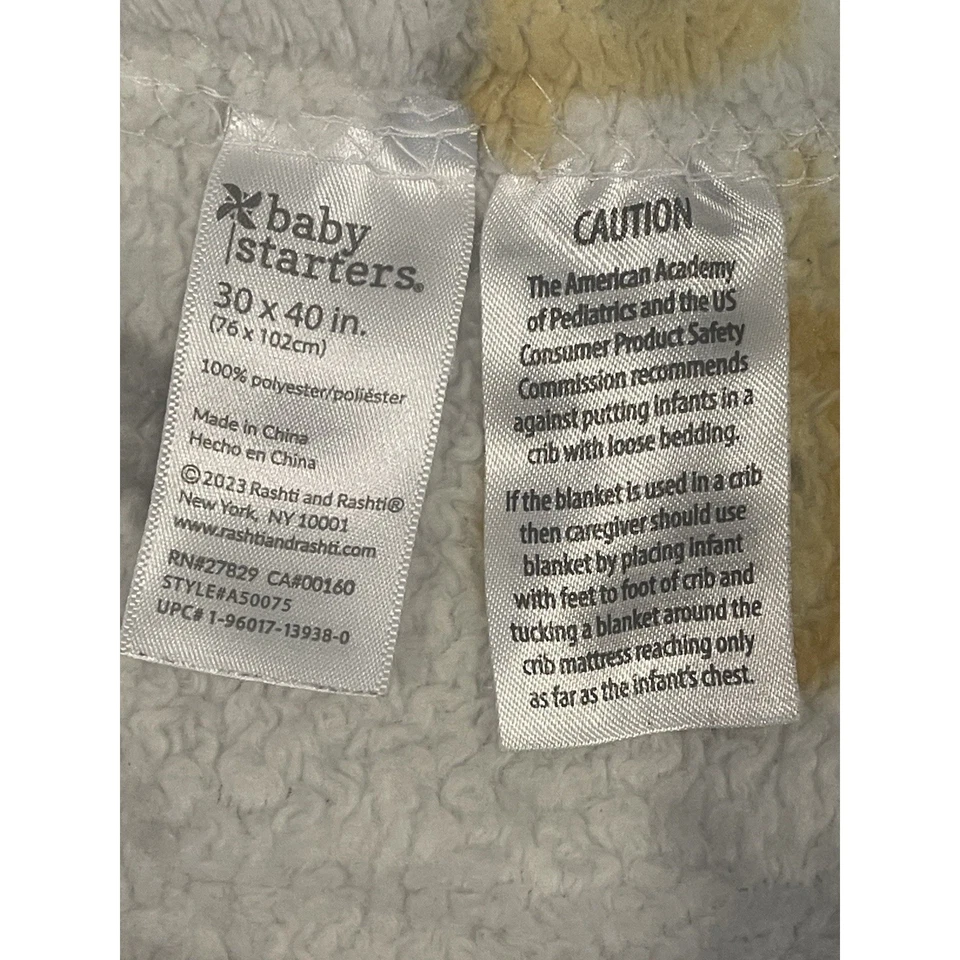 baby
starters®
30 x 40 in.
(76 x 102cm)
100% polyester/poliéster
Made in China
Hecho en China
©2023 Rashti and Rashti®
New York, NY 10001
www.rashtiandrashti.com
RN#27829 CA#00160
STYLE#A50075
UPC# 1-96017-13938-0
CAUTION
The American Academy
of Pediatrics and the US
Consumer Product Safety
Commission recommends
against putting infants in a
crib with loose bedding.
If the blanket is used in a crib
then caregiver should use
blanket by placing infant
with feet to foot of crib and
tucking a blanket around the
crib mattress reaching only
as far as the infant's chest.